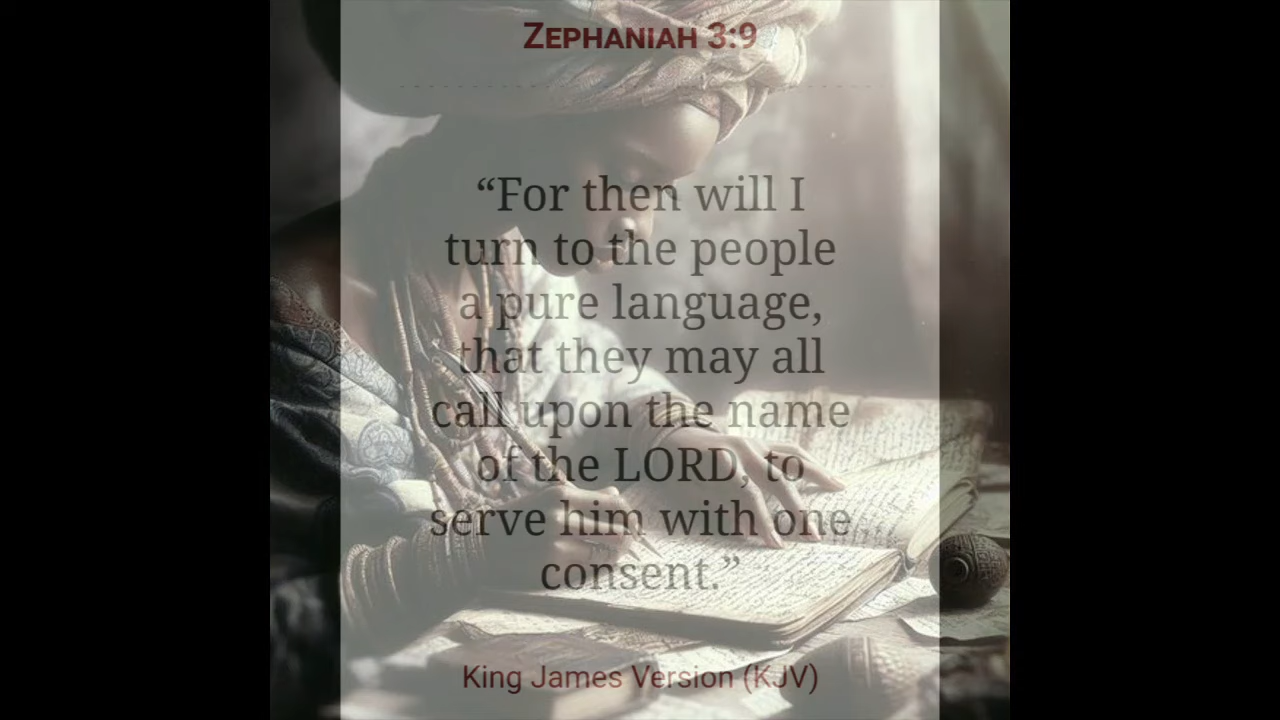 ZEPHANIAH 3:9
“For then will I
turn to the people
a pure language,
that they may all
call upon the name
of the LORD, to
serve him with one
consent.”
King James Version (KJV)